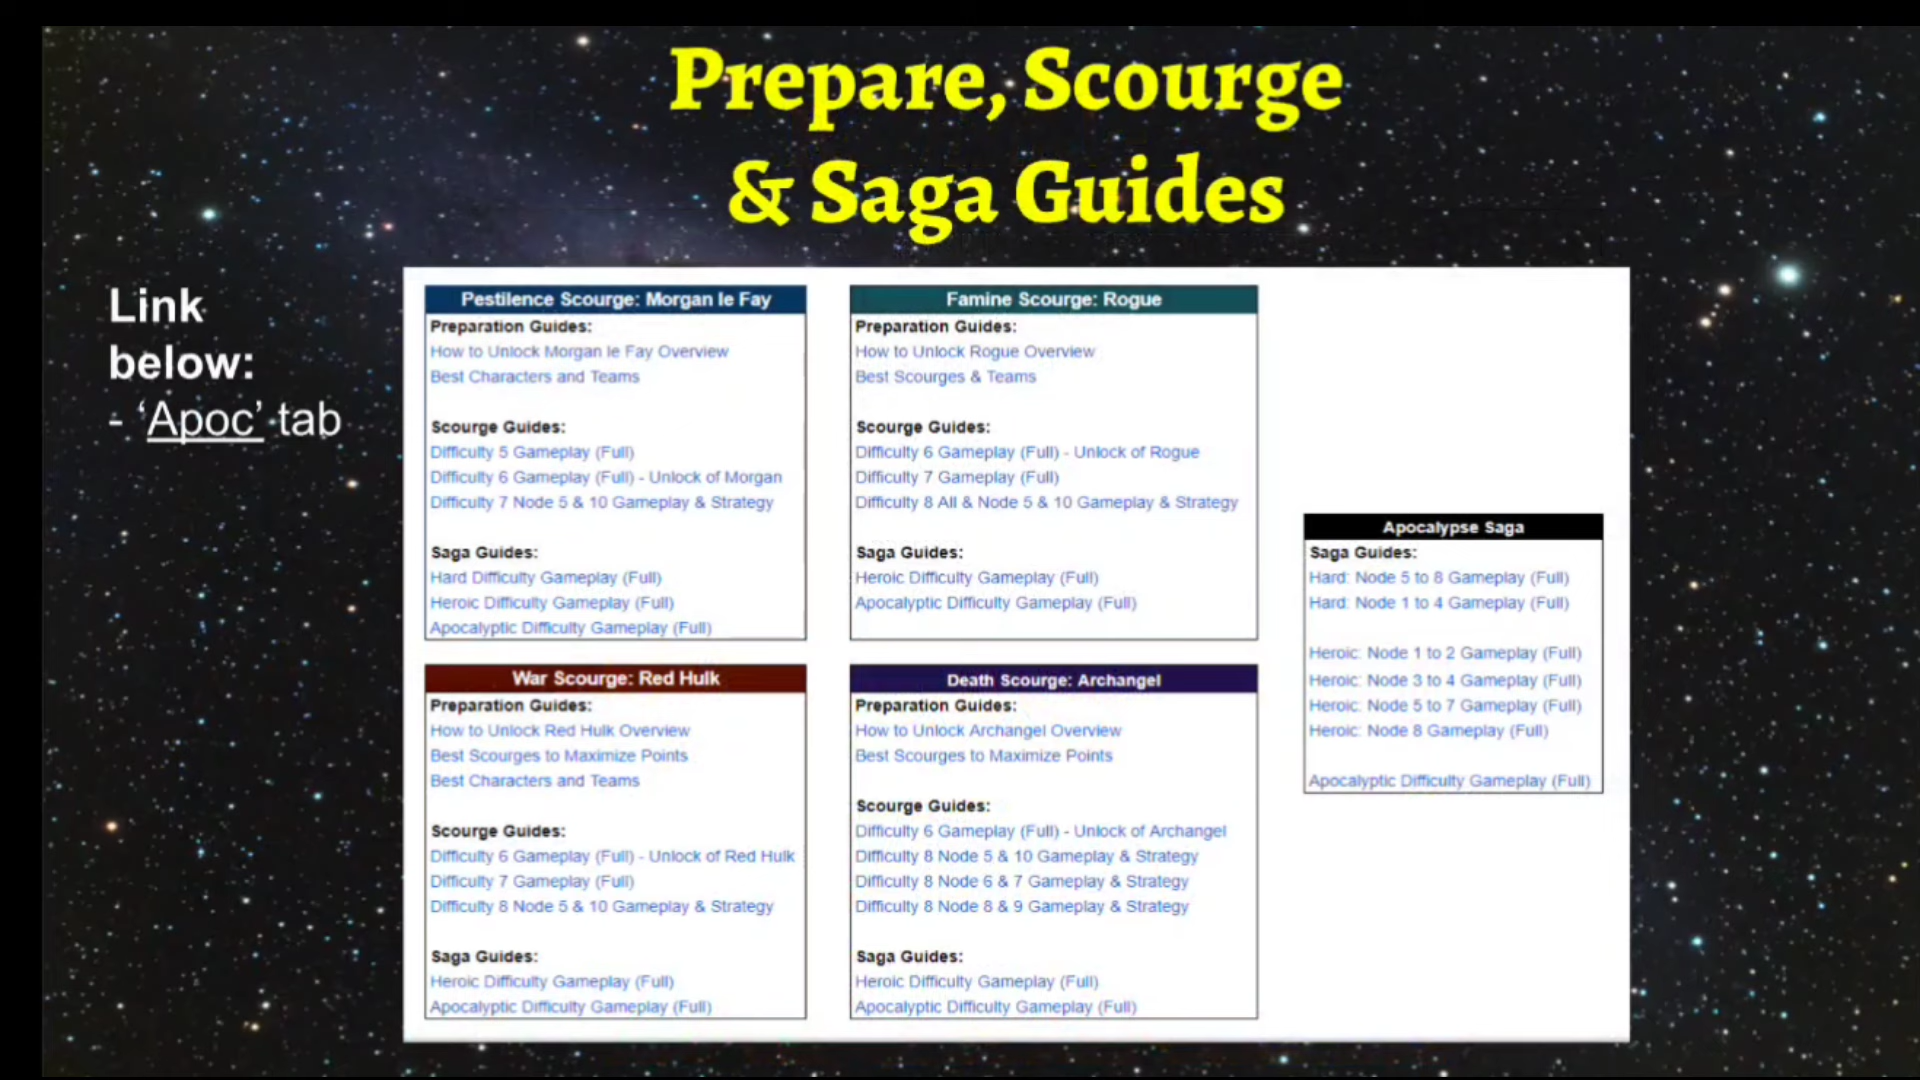 Prepare, Scourge
& Saga Guides
Link
below:
- ‘Apoc’ tab
Pestilence Scourge: Morgan le Fay
Preparation Guides:
How to Unlock Morgan le Fay Overview
Best Characters and Teams
Scourge Guides:
Difficulty 5 Gameplay (Full)
Difficulty 6 Gameplay (Full) - Unlock of Morgan
Difficulty 7 Node 5 & 10 Gameplay & Strategy
Saga Guides:
Hard Difficulty Gameplay (Full)
Heroic Difficulty Gameplay (Full)
Apocalyptic Difficulty Gameplay (Full)
Famine Scourge: Rogue
Preparation Guides:
How to Unlock Rogue Overview
Best Scourges & Teams
Scourge Guides:
Difficulty 6 Gameplay (Full) - Unlock of Rogue
Difficulty 7 Gameplay (Full)
Difficulty 8 All & Node 5 & 10 Gameplay & Strategy
Saga Guides:
Heroic Difficulty Gameplay (Full)
Apocalyptic Difficulty Gameplay (Full)
War Scourge: Red Hulk
Preparation Guides:
How to Unlock Red Hulk Overview
Best Scourges to Maximize Points
Best Characters and Teams
Scourge Guides:
Difficulty 6 Gameplay (Full) - Unlock of Red Hulk
Difficulty 7 Gameplay (Full)
Difficulty 8 Node 5 & 10 Gameplay & Strategy
Saga Guides:
Heroic Difficulty Gameplay (Full)
Apocalyptic Difficulty Gameplay (Full)
Death Scourge: Archangel
Preparation Guides:
How to Unlock Archangel Overview
Best Scourges to Maximize Points
Scourge Guides:
Difficulty 6 Gameplay (Full) - Unlock of Archangel
Difficulty 8 Node 5 & 10 Gameplay & Strategy
Difficulty 8 Node 6 & 7 Gameplay & Strategy
Difficulty 8 Node 8 & 9 Gameplay & Strategy
Saga Guides:
Heroic Difficulty Gameplay (Full)
Apocalyptic Difficulty Gameplay (Full)
Apocalypse Saga
Saga Guides:
Hard: Node 5 to 8 Gameplay (Full)
Hard: Node 1 to 4 Gameplay (Full)
Heroic: Node 1 to 2 Gameplay (Full)
Heroic: Node 3 to 4 Gameplay (Full)
Heroic: Node 5 to 7 Gameplay (Full)
Heroic: Node 8 Gameplay (Full)
Apocalyptic Difficulty Gameplay (Full)